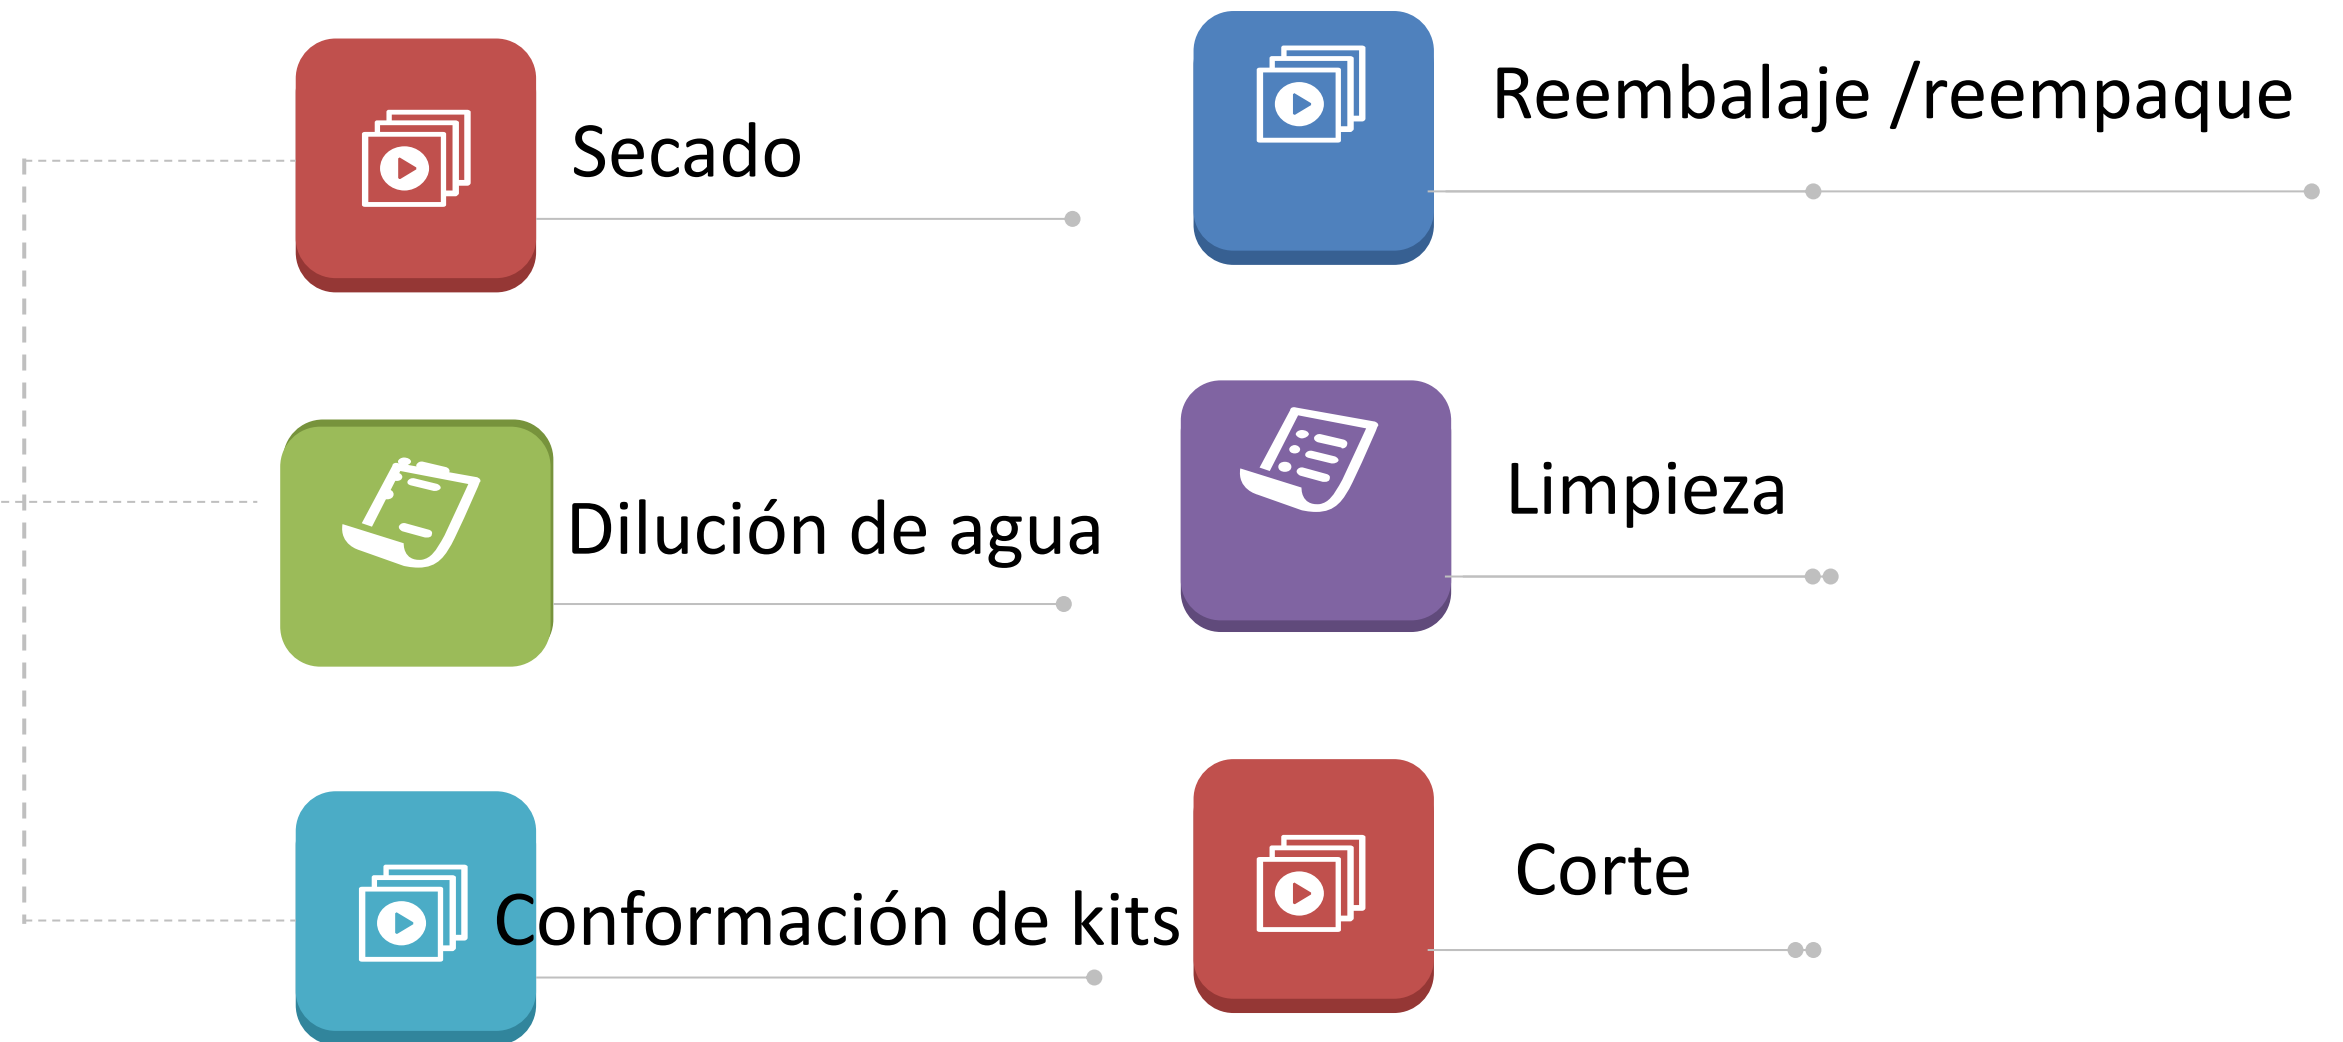 Secado
Reembalaje /reempaque
Dilución de agua
Limpieza
Conformación de kits
Corte